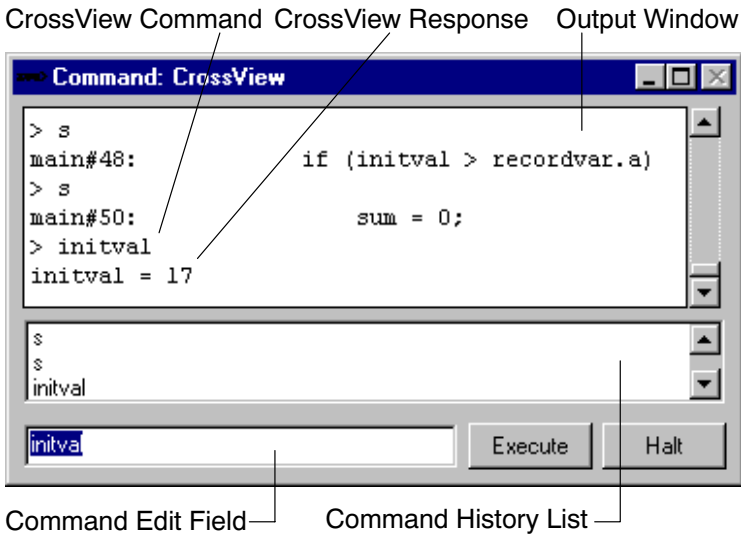 CrossView Command CrossView Response Output Window
Command: CrossView
> s
main#48: if (initval > recordvar.a)
> s
main#50: sum = 0;
> initval
initval = 17
s
s
initval
initval Execute Halt
Command Edit Field Command History List